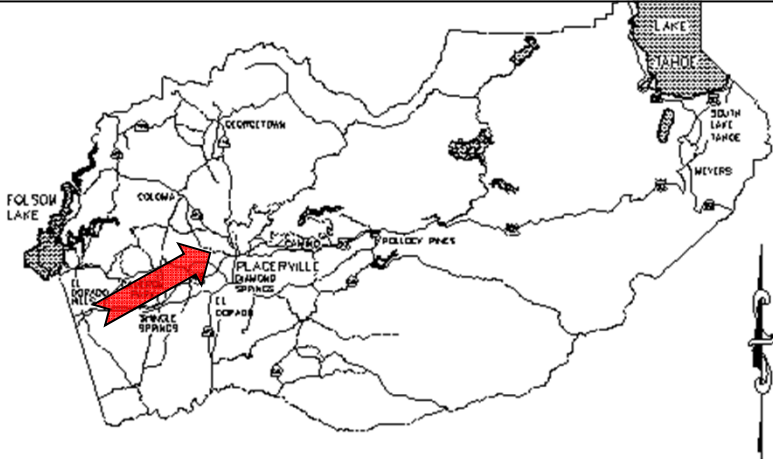 LAKE
TAHOE
SOUTH
LAKE
TAHOE
GEORGETOWN
MEYERS
COLOMA
FOLSOM
LAKE
CAMINO
POLLOCK PINES
PLACERVILLE
DIAMOND
SPRINGS
EL
DORADO
HILLS
EL
DORADO
SHINGLE
SPRINGS